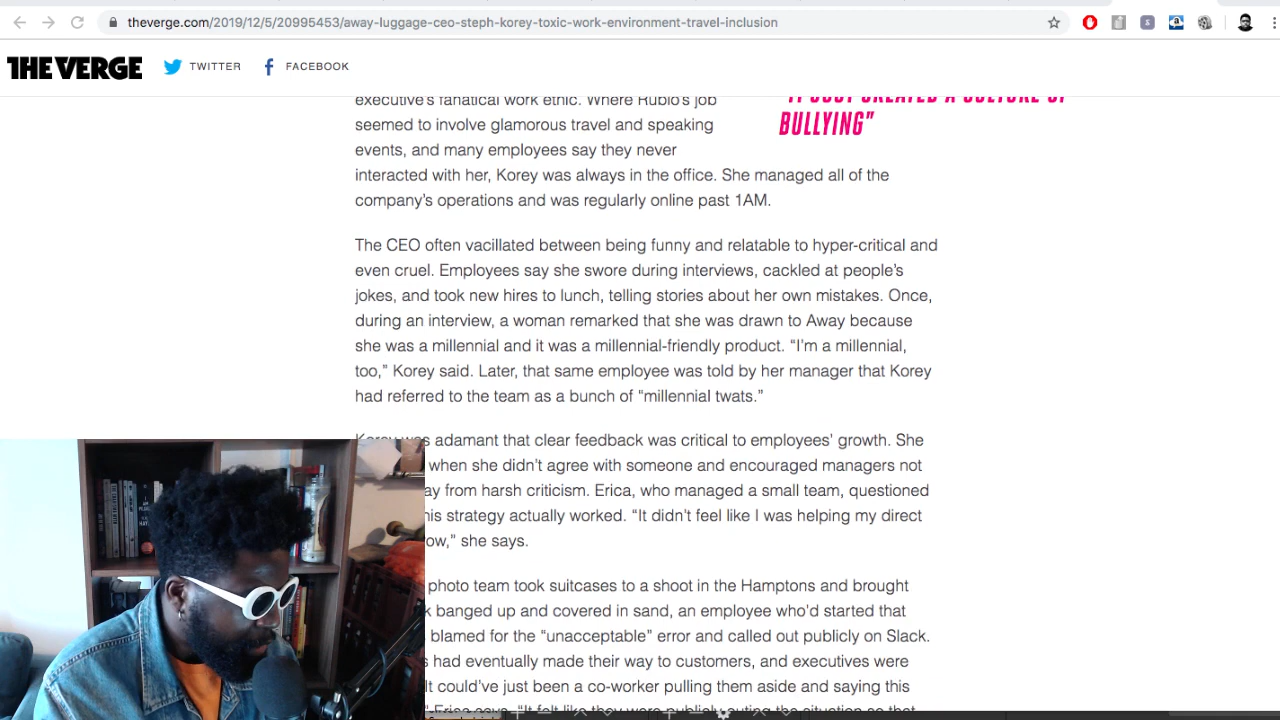 theverge.com/2019/12/5/20995453/away-luggage-ceo-steph-korey-toxic-work-environment-travel-inclusion
THE VERGE TWITTER FACEBOOK
BULLYING"
executive's fanatical work ethic. Where Rubio's job
seemed to involve glamorous travel and speaking
events, and many employees say they never
interacted with her, Korey was always in the office. She managed all of the
company's operations and was regularly online past 1AM.
The CEO often vacillated between being funny and relatable to hyper-critical and
even cruel. Employees say she swore during interviews, cackled at people's
jokes, and took new hires to lunch, telling stories about her own mistakes. Once,
during an interview, a woman remarked that she was drawn to Away because
she was a millennial and it was a millennial-friendly product. “I'm a millennial,
too,” Korey said. Later, that same employee was told by her manager that Korey
had referred to the team as a bunch of “millennial twats.”
adamant that clear feedback was critical to employees' growth. She
when she didn't agree with someone and encouraged managers not
from harsh criticism. Erica, who managed a small team, questioned
strategy actually worked. “It didn't feel like I was helping my direct
she says.
photo team took suitcases to a shoot in the Hamptons and brought
banged up and covered in sand, an employee who'd started that
blamed for the “unacceptable” error and called out publicly on Slack.
had eventually made their way to customers, and executives were
It could've just been a co-worker pulling them aside and saying this